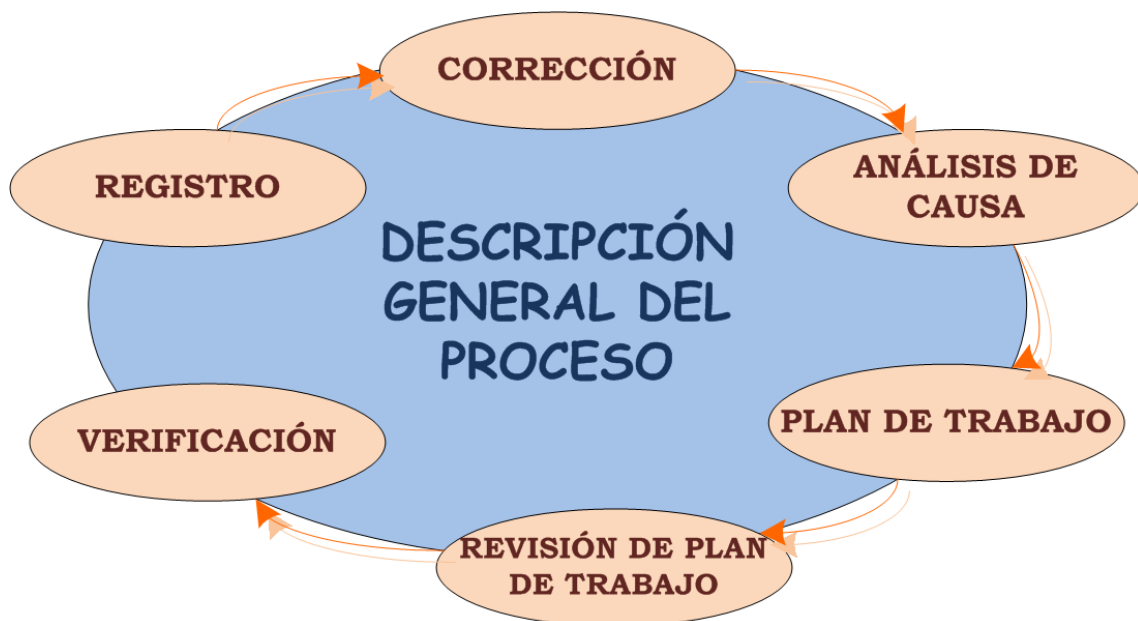 CORRECCIÓN
REGISTRO
ANÁLISIS DE
CAUSA
DESCRIPCIÓN
GENERAL DEL
PROCESO
PLAN DE TRABAJO
VERIFICACIÓN
REVISIÓN DE PLAN
DE TRABAJO